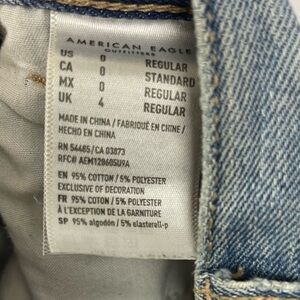 AMERICAN EAGLE
OUTFITTERS
US 0 REGULAR
CA 0 STANDARD
MX 0 REGULAR
UK 4 REGULAR
MADE IN CHINA / FABRIQUÉ EN CHINE /
HECHO EN CHINA
RN 54485/CA 03873
RFC# AEM128605U9A
EN 95% COTTON / 5% POLYESTER
EXCLUSIVE OF DECORATION
FR 95% COTON / 5% POLYESTER
À L'EXCEPTION DE LA GARNITURE
SP 95% algodón / 5% elasterell-p